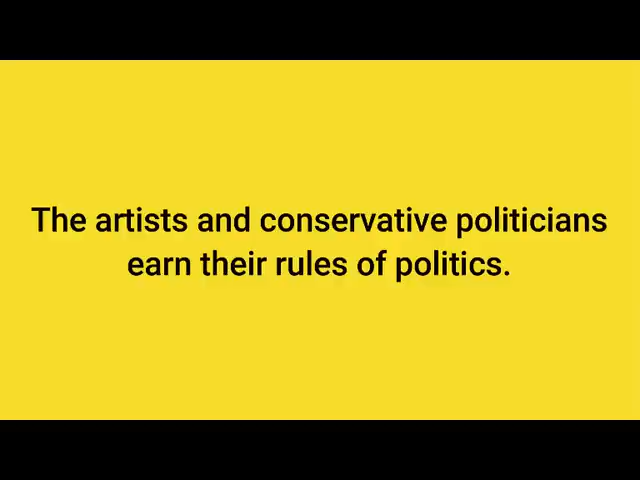 The artists and conservative politicians
earn their rules of politics.